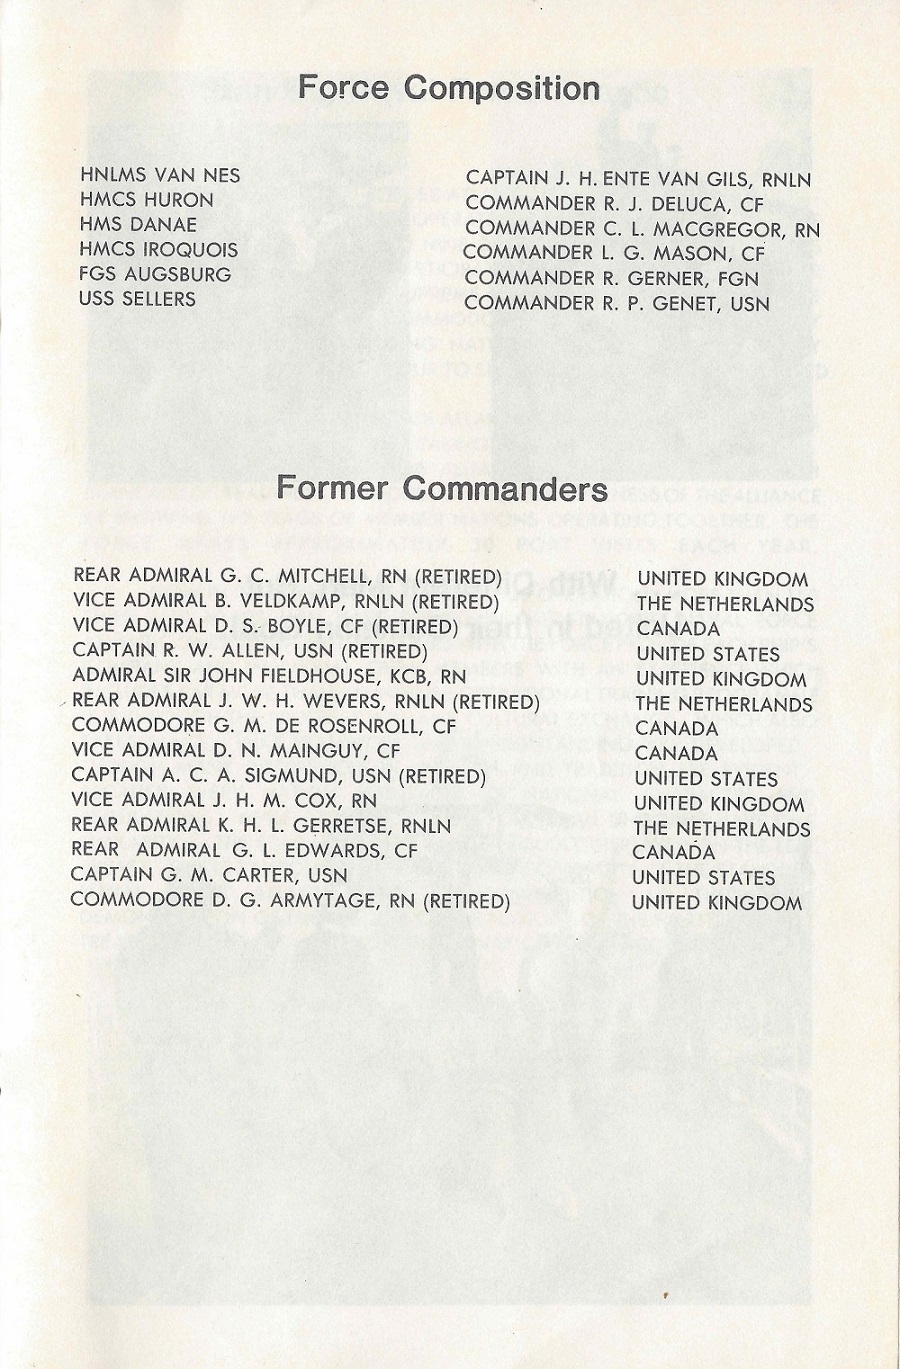 Force Composition
HNLMS VAN NES CAPTAIN J. H. ENTE VAN GILS, RNLN
HMCS HURON COMMANDER R. J. DELUCA, CF
HMS DANAE COMMANDER C. L. MACGREGOR, RN
HMCS IROQUOIS COMMANDER L. G. MASON, CF
FGS AUGSBURG COMMANDER R. GERNER, FGN
USS SELLERS COMMANDER R. P. GENET, USN
Former Commanders
REAR ADMIRAL G. C. MITCHELL, RN (RETIRED) UNITED KINGDOM
VICE ADMIRAL B. VELDKAMP, RNLN (RETIRED) THE NETHERLANDS
VICE ADMIRAL D. S. BOYLE, CF (RETIRED) CANADA
CAPTAIN R. W. ALLEN, USN (RETIRED) UNITED STATES
ADMIRAL SIR JOHN FIELDHOUSE, KCB, RN UNITED KINGDOM
REAR ADMIRAL J. W. H. WEVERS, RNLN (RETIRED) THE NETHERLANDS
COMMODORE G. M. DE ROSENROLL, CF CANADA
VICE ADMIRAL D. N. MAINGUY, CF CANADA
CAPTAIN A. C. A. SIGMUND, USN (RETIRED) UNITED STATES
VICE ADMIRAL J. H. M. COX, RN UNITED KINGDOM
REAR ADMIRAL K. H. L. GERRETSE, RNLN THE NETHERLANDS
REAR ADMIRAL G. L. EDWARDS, CF CANADA
CAPTAIN G. M. CARTER, USN UNITED STATES
COMMODORE D. G. ARMYTAGE, RN (RETIRED) UNITED KINGDOM